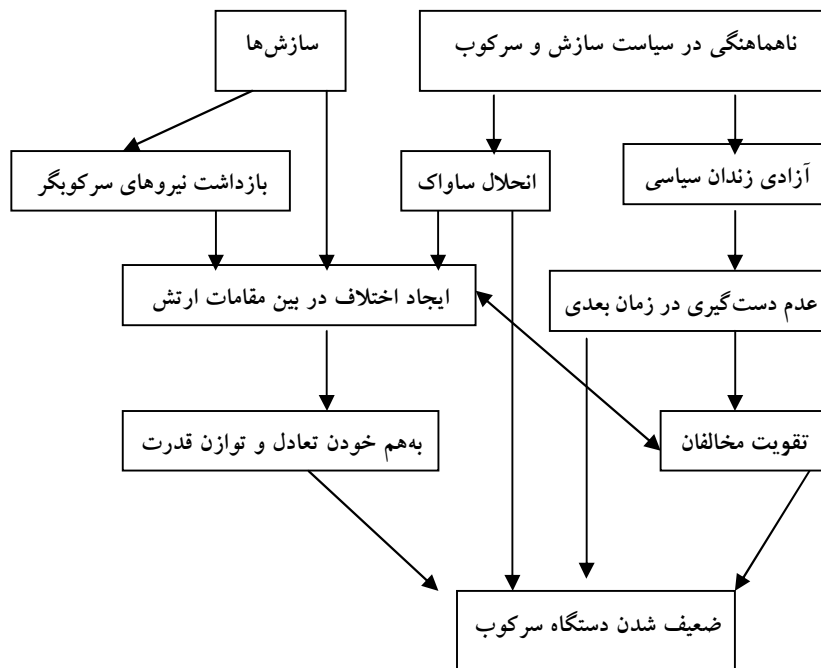 ناهماهنگی در سیاست سازش و سرکوب
سازش‌ها
آزادی زندان سیاسی
انحلال ساواک
بازداشت نیروهای سرکوبگر
عدم دست‌گیری در زمان بعدی
ایجاد اختلاف در بین مقامات ارتش
تقویت مخالفان
به‌هم خودن تعادل و توازن قدرت
ضعیف شدن دستگاه سرکوب